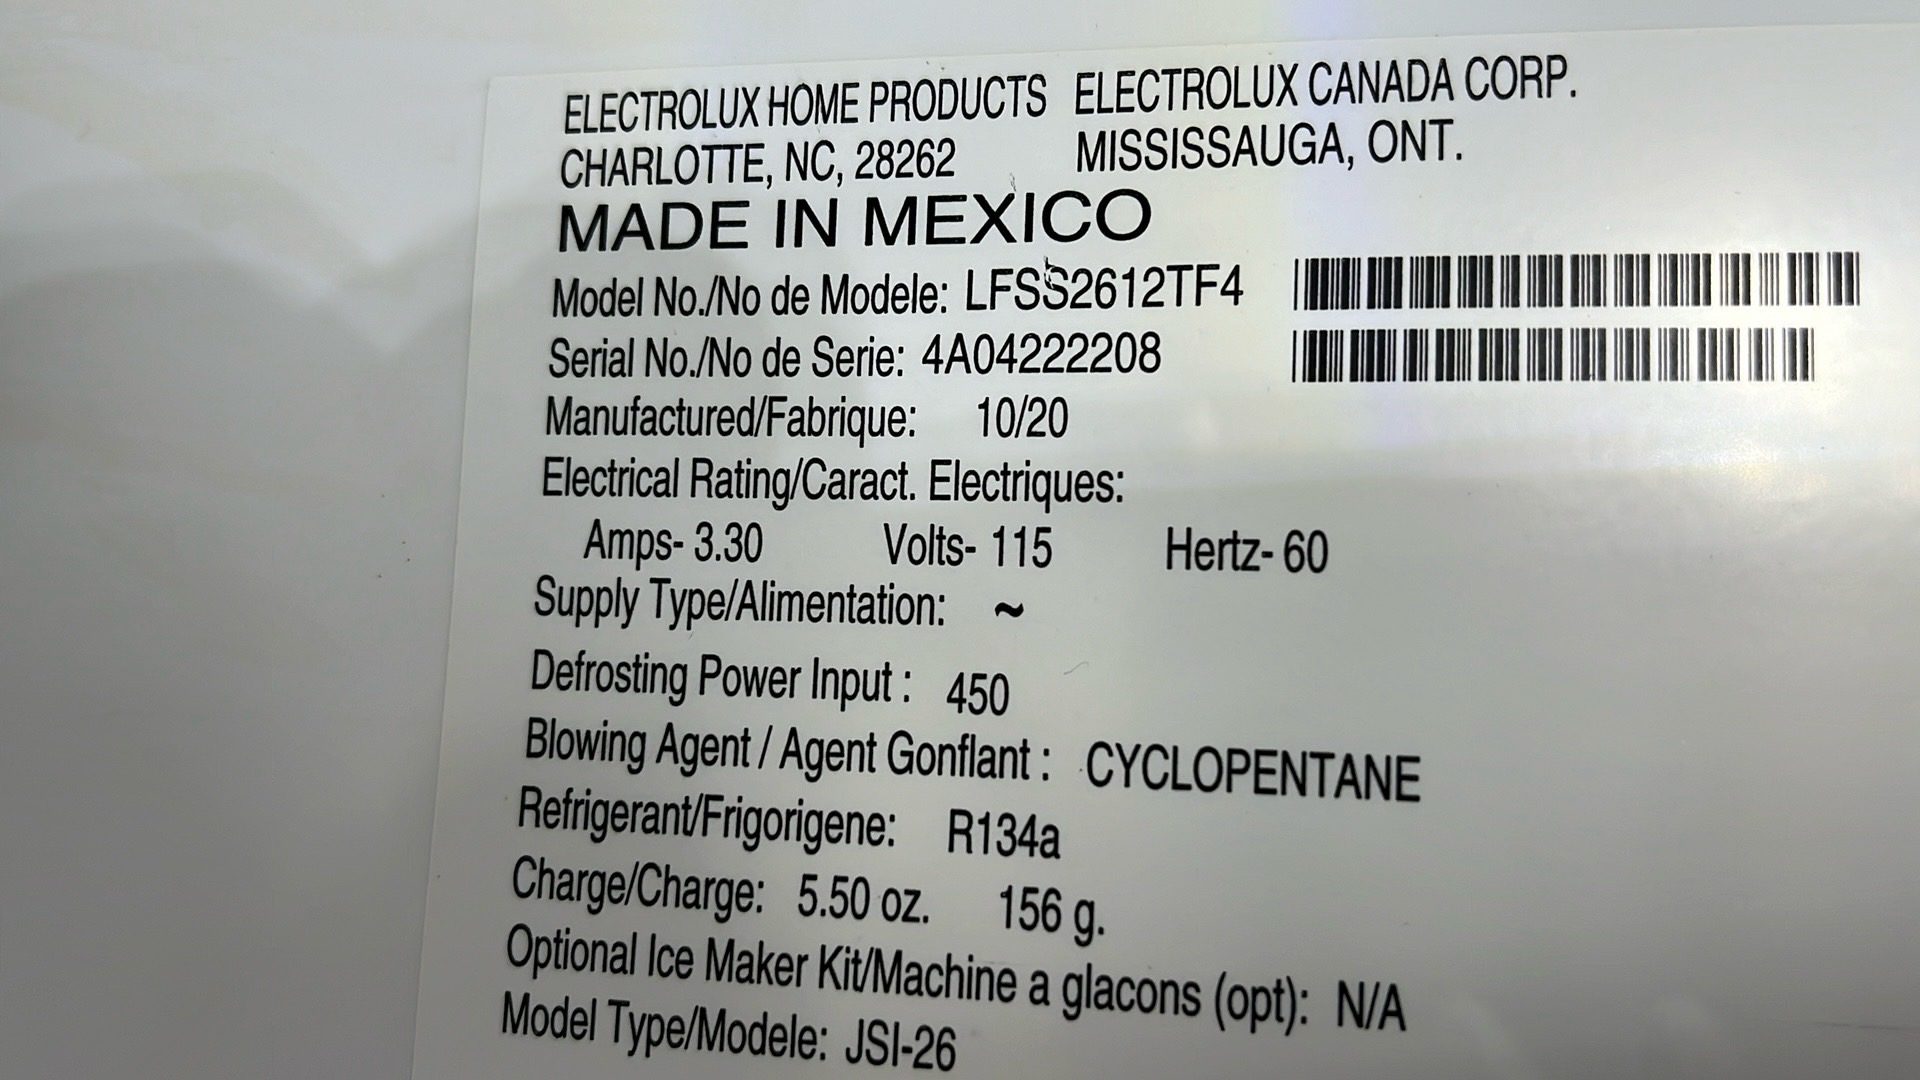 ELECTROLUX HOME PRODUCTS ELECTROLUX CANADA CORP.
CHARLOTTE, NC, 28262 MISSISSAUGA, ONT.
MADE IN MEXICO
Model No./No de Modele: LFSS2612TF4
Serial No./No de Serie: 4A04222208
Manufactured/Fabrique: 10/20
Electrical Rating/Caract. Electriques:
Amps- 3.30 Volts- 115 Hertz- 60
Supply Type/Alimentation: ~
Defrosting Power Input : 450
Blowing Agent / Agent Gonflant : CYCLOPENTANE
Refrigerant/Frigorigene: R134a
Charge/Charge: 5.50 oz. 156 g.
Optional Ice Maker Kit/Machine a glacons (opt): N/A
Model Type/Modele: JSI-26